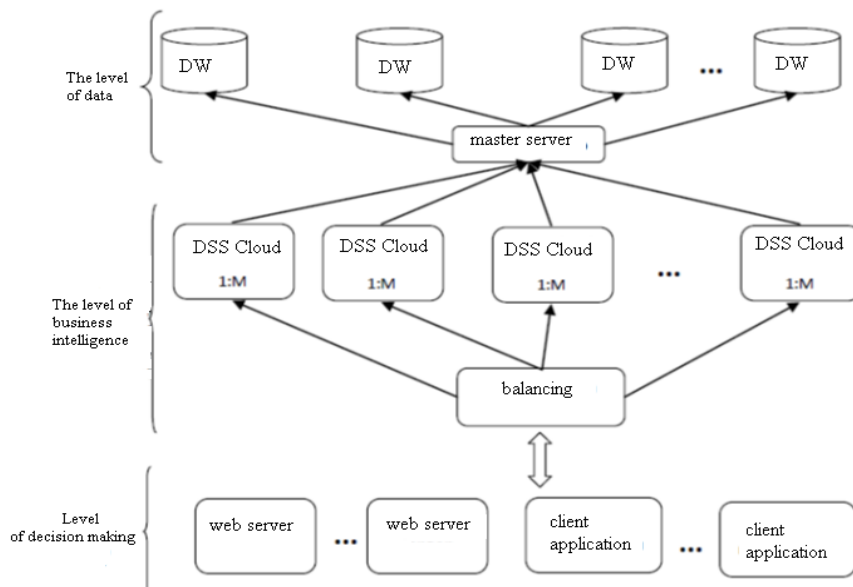 DW
DW
DW
...
DW
The level
of data
master server
DSS Cloud
1:M
DSS Cloud
1:M
DSS Cloud
1:M
...
DSS Cloud
1:M
The level of
business
intelligence
balancing
Level
of decision making
web server
...
web server
client
application
...
client
application